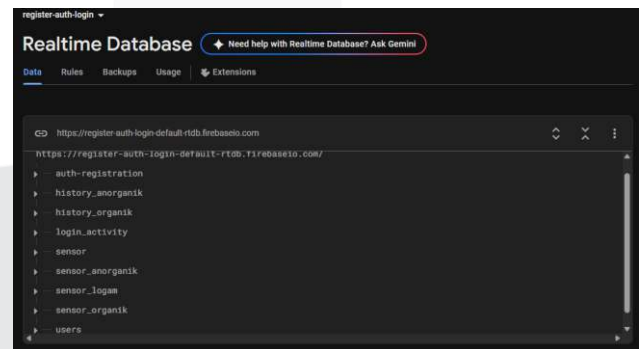 register-auth-login
Realtime Database Need help with Realtime Database? Ask Gemini
Data Rules Backups Usage Extensions
https://register-auth-login-default-rtdb.firebaseio.com
https://register-auth-login-default-rtdb.firebaseio.com/
auth-registration
history_anorganik
history_organik
login_activity
sensor
sensor_anorganik
sensor_logam
sensor_organik
users